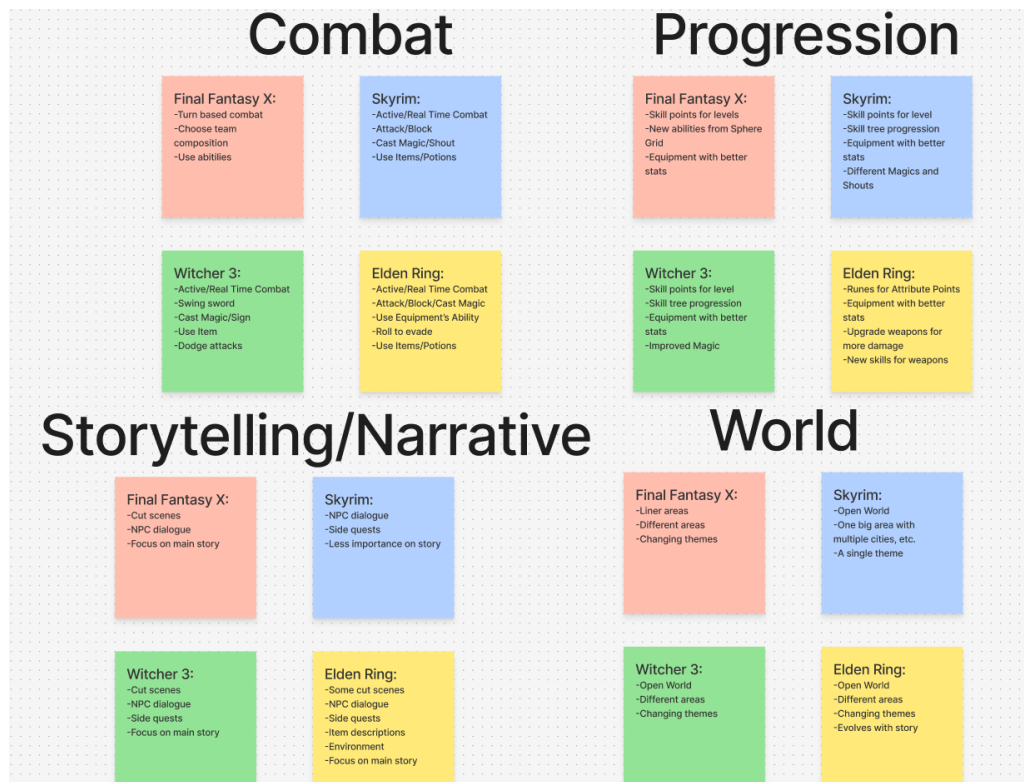 Combat
Final Fantasy X:
-Turn based combat
-Choose team
composition
-Use abitilies
Skyrim:
-Active/Real Time Combat
-Attack/Block
-Cast Magic/Shout
-Use Items/Potions
Witcher 3:
-Active/Real Time Combat
-Swing sword
-Cast Magic/Sign
-Use Item
-Dodge attacks
Elden Ring:
-Active/Real Time Combat
-Attack/Block/Cast Magic
-Use Equipment's Ability
-Roll to evade
-Use Items/Potions
Progression
Final Fantasy X:
-Skill points for levels
-New abilities from Sphere
Grid
-Equipment with better
stats
Skyrim:
-Skill points for level
-Skill tree progression
-Equipment with better
stats
-Different Magics and
Shouts
Witcher 3:
-Skill points for level
-Skill tree progression
-Equipment with better
stats
-Improved Magic
Elden Ring:
-Runes for Attribute Points
-Equipment with better
stats
-Upgrade weapons for
more damage
-New skills for weapons
Storytelling/Narrative
Final Fantasy X:
-Cut scenes
-NPC dialogue
-Focus on main story
Skyrim:
-NPC dialogue
-Side quests
-Less importance on story
Witcher 3:
-Cut scenes
-NPC dialogue
-Side quests
-Focus on main story
Elden Ring:
-Some cut scenes
-NPC dialogue
-Side quests
-Item descriptions
-Environment
-Focus on main story
World
Final Fantasy X:
-Liner areas
-Different areas
-Changing themes
Skyrim:
-Open World
-One big area with
multiple cities, etc.
-A single theme
Witcher 3:
-Open World
-Different areas
-Changing themes
Elden Ring:
-Open World
-Different areas
-Changing themes
-Evolves with story